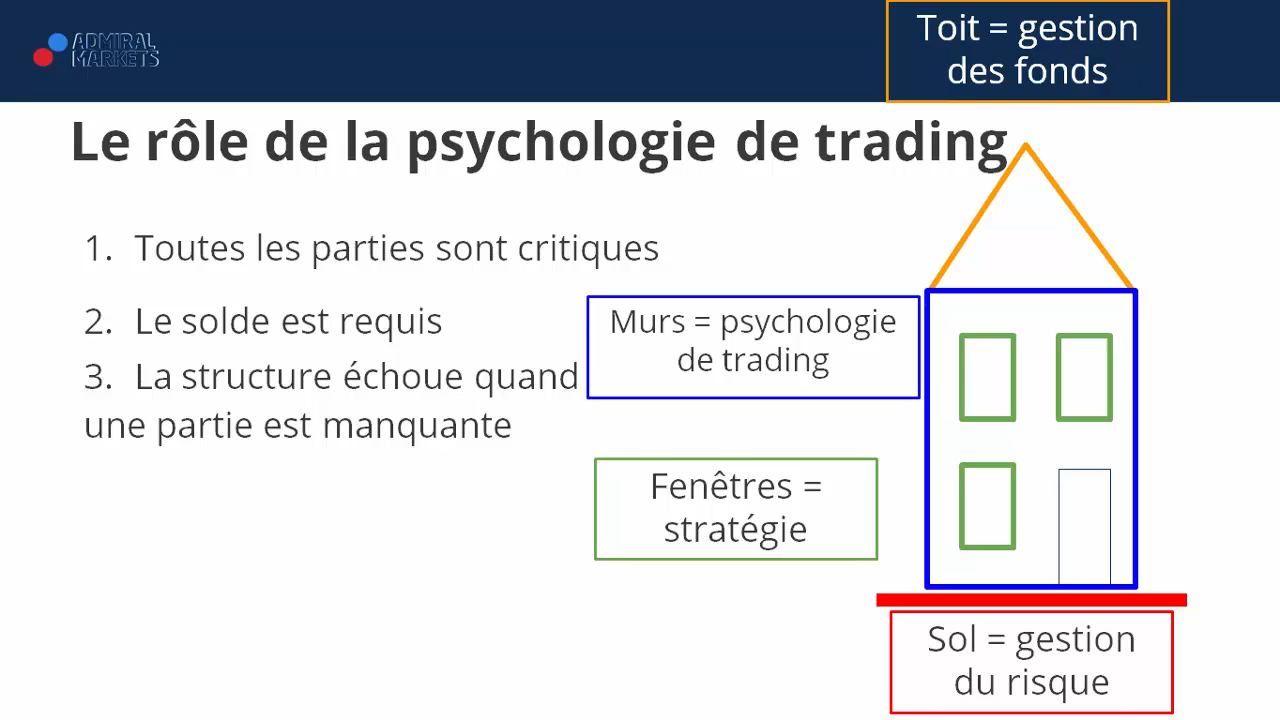 ADMIRAL
MARKETS
Toit = gestion
des fonds
Le rôle de la psychologie de trading
1. Toutes les parties sont critiques
2. Le solde est requis
3. La structure échoue quand
une partie est manquante
Murs = psychologie
de trading
Fenêtres =
stratégie
Sol = gestion
du risque